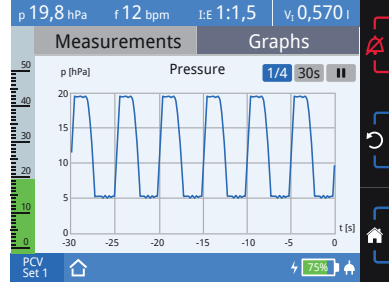 p 19,8 hPa f 12 bpm I:E 1:1,5 VI 0,570 l
Measurements Graphs
50
40
30
20
10
0
p [hPa] Pressure 1/4 30s
20
15
10
5
0
t [s]
-30 -25 -20 -15 -10 -5 0
PCV
Set 1
75%